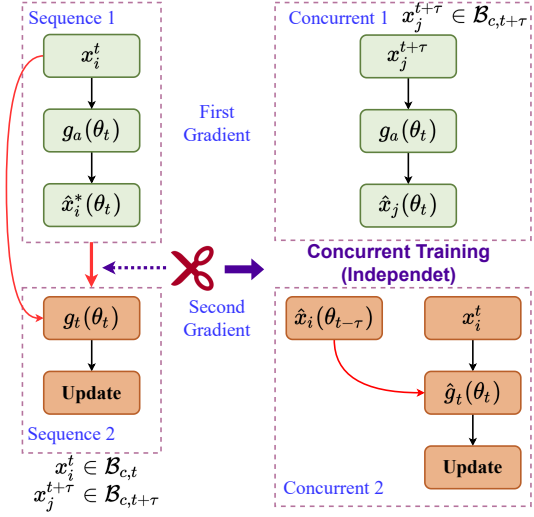 Sequence 1
x_i^t
g_a(θ_t)
x̂_i^*(θ_t)
First
Gradient
Concurrent 1
x_j^{t+τ} ∈ ℬ_{c,t+τ}
x_j^{t+τ}
g_a(θ_t)
x̂_j(θ_t)
Concurrent Training
(Independet)
Second
Gradient
g_t(θ_t)
Update
Sequence 2
x_i^t ∈ ℬ_{c,t}
x_j^{t+τ} ∈ ℬ_{c,t+τ}
x̂_i(θ_{t−τ})
x_i^t
ĝ_t(θ_t)
Update
Concurrent 2